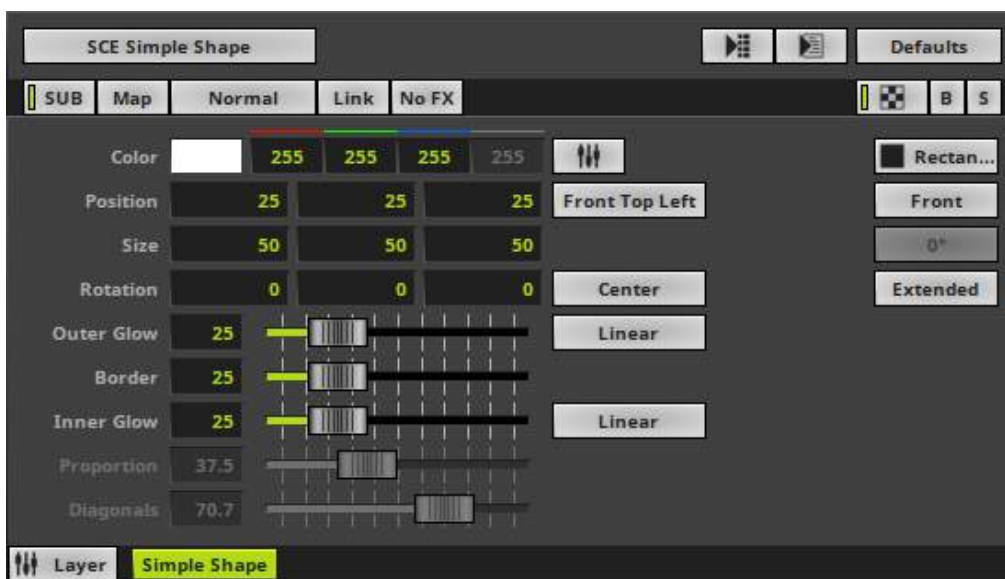 SCE Simple Shape Defaults
SUB Map Normal Link No FX B S
Color 255 255 255 255 Rectan...
Position 25 25 25 Front Top Left Front
Size 50 50 50 0°
Rotation 0 0 0 Center Extended
Outer Glow 25 Linear
Border 25
Inner Glow 25 Linear
Proportion 37.5
Diagonals 70.7
Layer Simple Shape